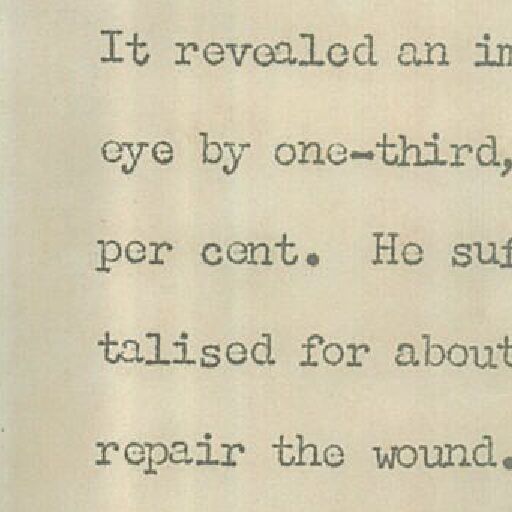 It revealed an im
eye by one-third,
per cent.  He suf
talised for about
repair the wound.